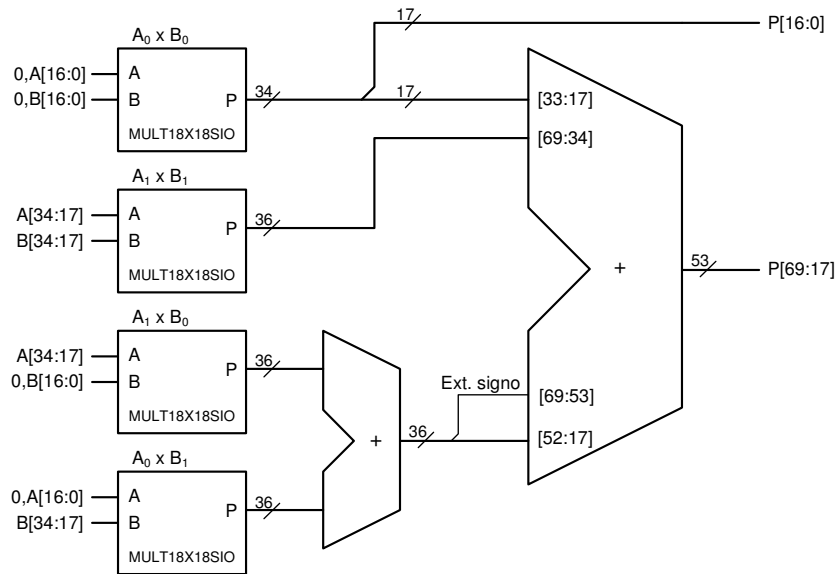 A₀ x B₀
0,A[16:0]
0,B[16:0]
A
B
P
MULT18X18SIO
34
17
17
P[16:0]
[33:17]
[69:34]
A₁ x B₁
A[34:17]
B[34:17]
A
B
P
MULT18X18SIO
36
+
53
P[69:17]
A₁ x B₀
A[34:17]
0,B[16:0]
A
B
P
MULT18X18SIO
36
+
36
Ext. signo
[69:53]
[52:17]
A₀ x B₁
0,A[16:0]
B[34:17]
A
B
P
MULT18X18SIO
36